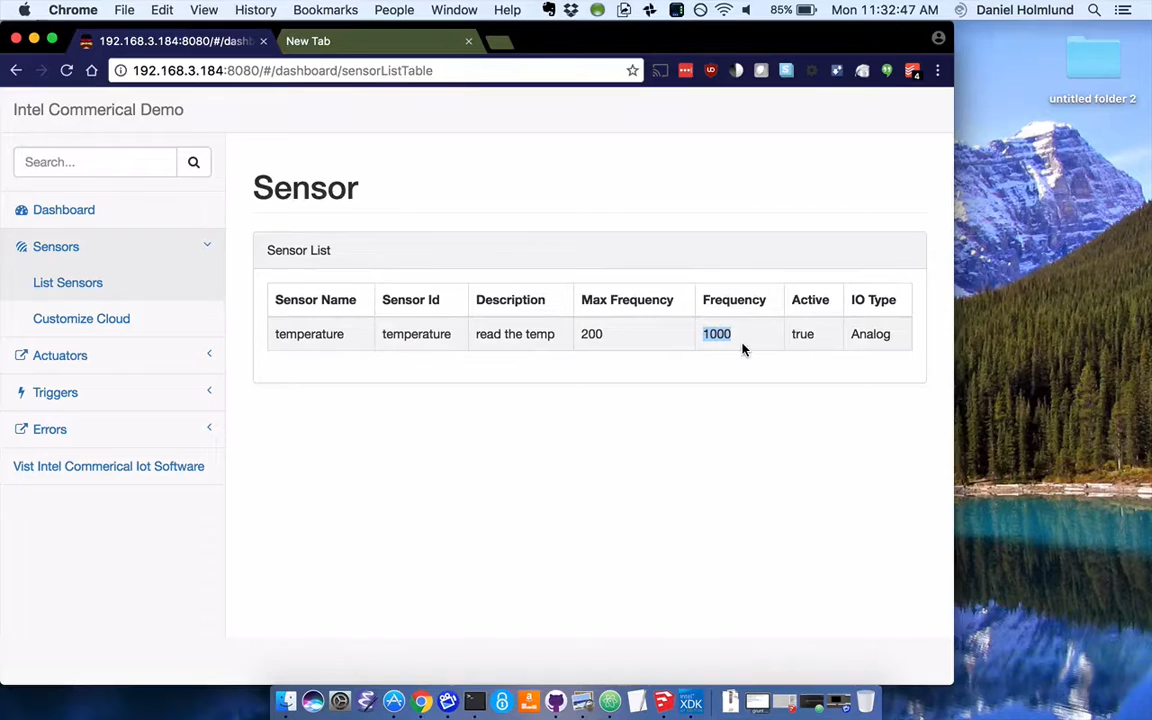 Chrome File Edit View History Bookmarks People Window Help 85% Mon 11:32:47 AM Daniel Holmlund
192.168.3.184:8080/#/dash
New Tab
192.168.3.184:8080/#/dashboard/sensorListTable
4
untitled folder 2
Intel Commerical Demo
Search...
Dashboard
Sensors
List Sensors
Customize Cloud
Actuators
Triggers
Errors
Vist Intel Commerical Iot Software
Sensor
Sensor List
Sensor Name Sensor Id Description Max Frequency Frequency Active IO Type
temperature temperature read the temp 200 1000 true Analog
XDK